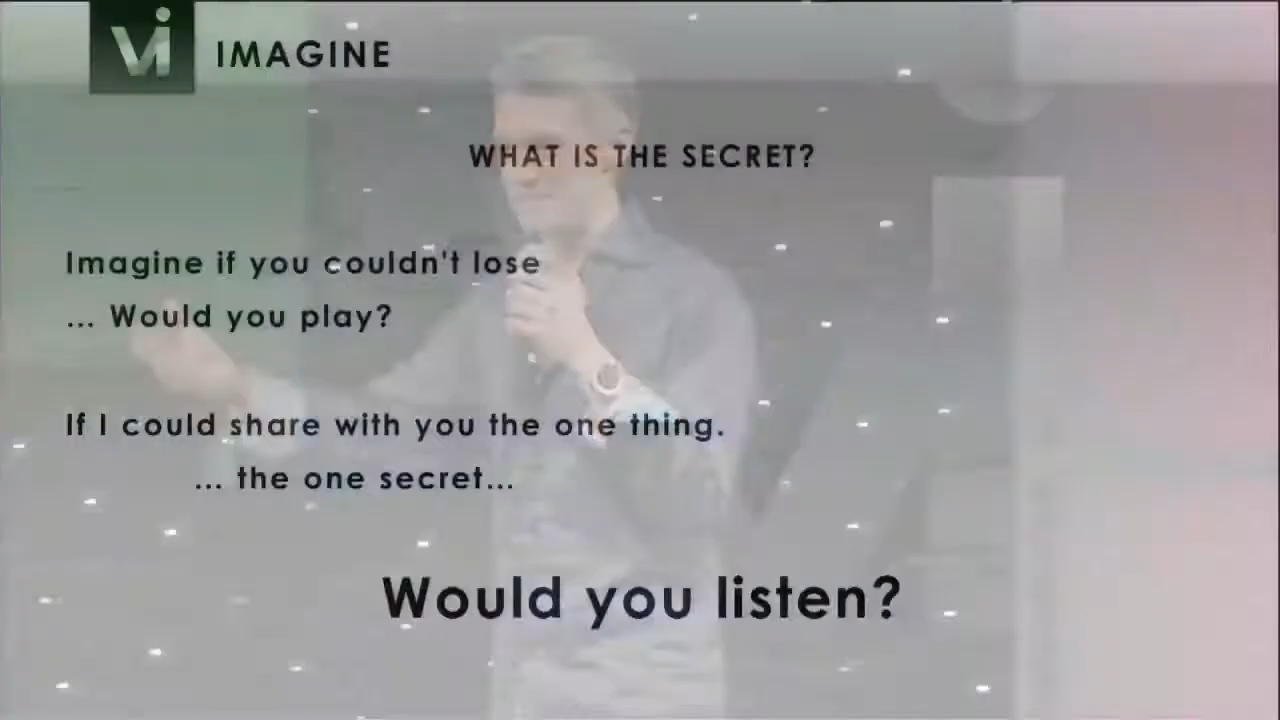 Vi IMAGINE
WHAT IS THE SECRET?
Imagine if you couldn't lose
... Would you play?
If I could share with you the one thing.
... the one secret...
Would you listen?